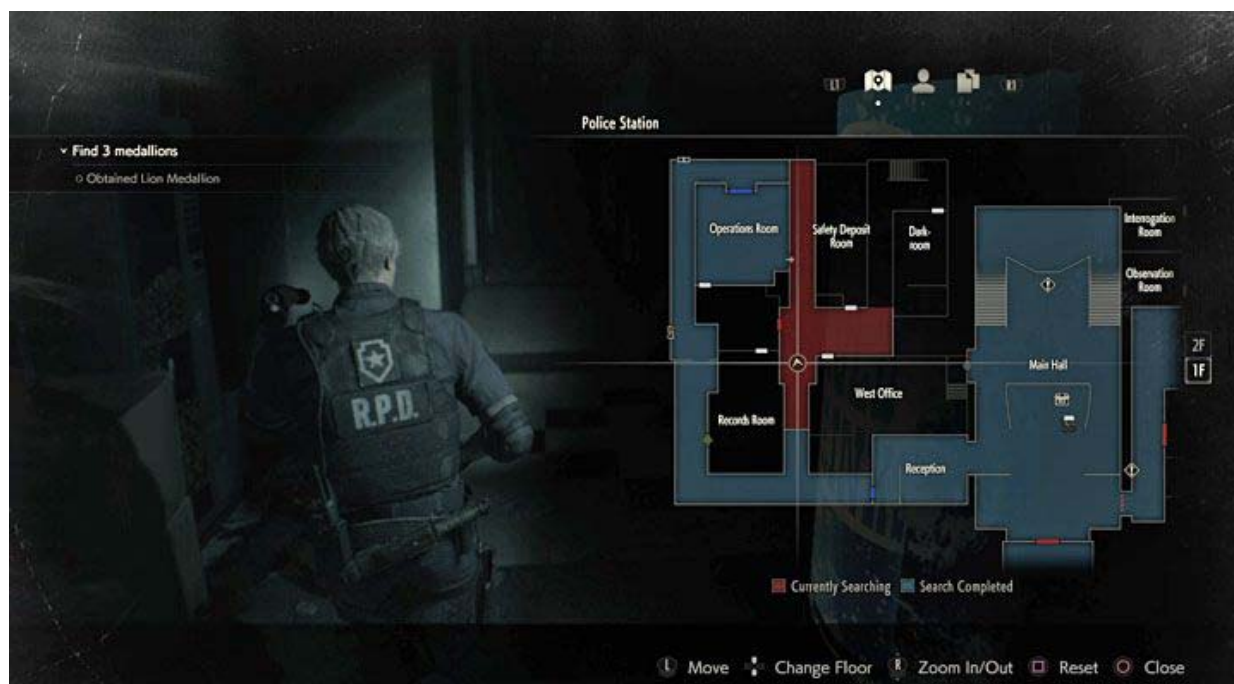 L1
R1
Police Station
Find 3 medallions
Obtained Lion Medallion
Operations Room
Safety Deposit
Room
Dark-
room
Interrogation
Room
Observation
Room
2F
1F
Main Hall
West Office
Records Room
Reception
R.P.D.
Currently Searching
Search Completed
L Move
Change Floor
R Zoom In/Out
Reset
Close